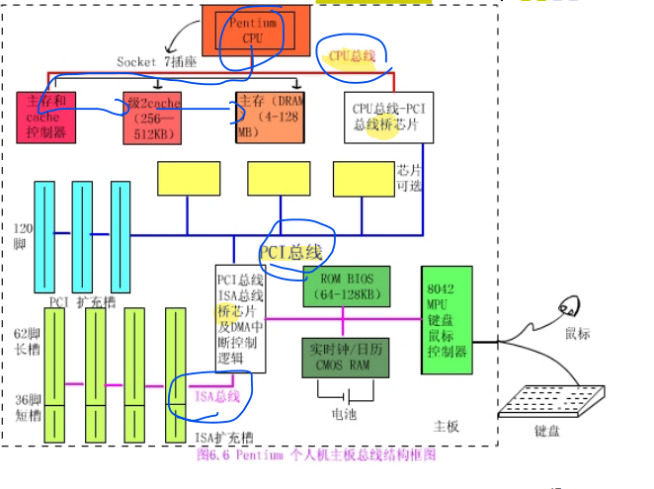 Pentium
CPU
Socket 7插座
CPU总线
主存和
cache
控制器
级2cache
(256—
512KB)
主存(DRAM
(4-128
MB)
CPU总线-PCI
总线桥芯片
芯片
可选
120
脚
PCI总线
PCI 扩充槽
PCI总线
ISA总线
桥芯片
及DMA中
断控制
逻辑
ROM BIOS
(64-128KB)
8042
MPU
键盘
鼠标
控制器
鼠标
62脚
长槽
实时钟/日历
CMOS RAM
36脚
短槽
ISA总线
电池
键盘
主板
ISA扩充槽
图6.6 Pentium 个人机主板总线结构框图